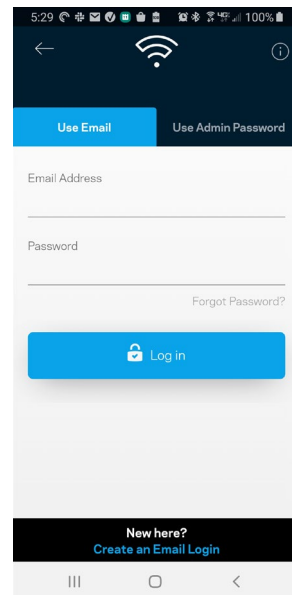 5:29 100%
Use Email Use Admin Password
Email Address
Password
Forgot Password?
Log in
New here?
Create an Email Login